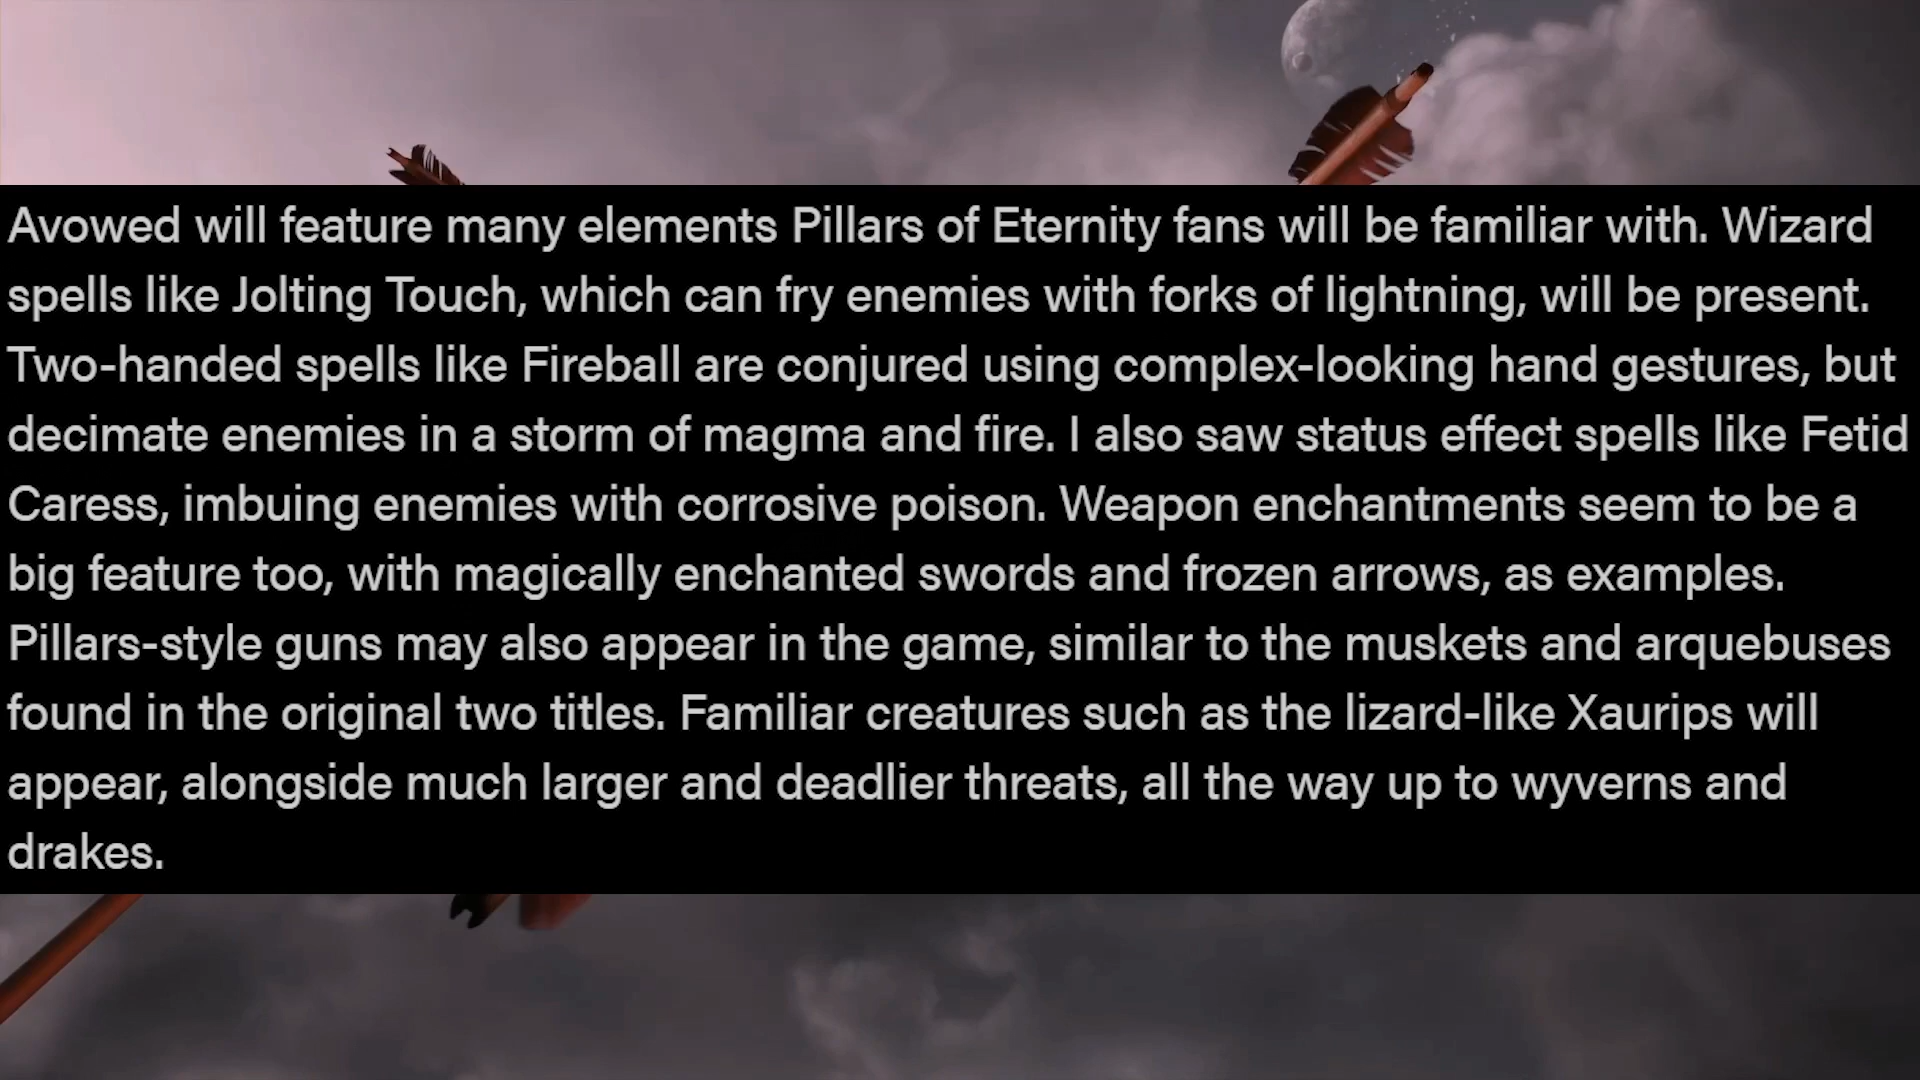 Avowed will feature many elements Pillars of Eternity fans will be familiar with. Wizard
spells like Jolting Touch, which can fry enemies with forks of lightning, will be present.
Two-handed spells like Fireball are conjured using complex-looking hand gestures, but
decimate enemies in a storm of magma and fire. I also saw status effect spells like Fetid
Caress, imbuing enemies with corrosive poison. Weapon enchantments seem to be a
big feature too, with magically enchanted swords and frozen arrows, as examples.
Pillars-style guns may also appear in the game, similar to the muskets and arquebuses
found in the original two titles. Familiar creatures such as the lizard-like Xaurips will
appear, alongside much larger and deadlier threats, all the way up to wyverns and
drakes.